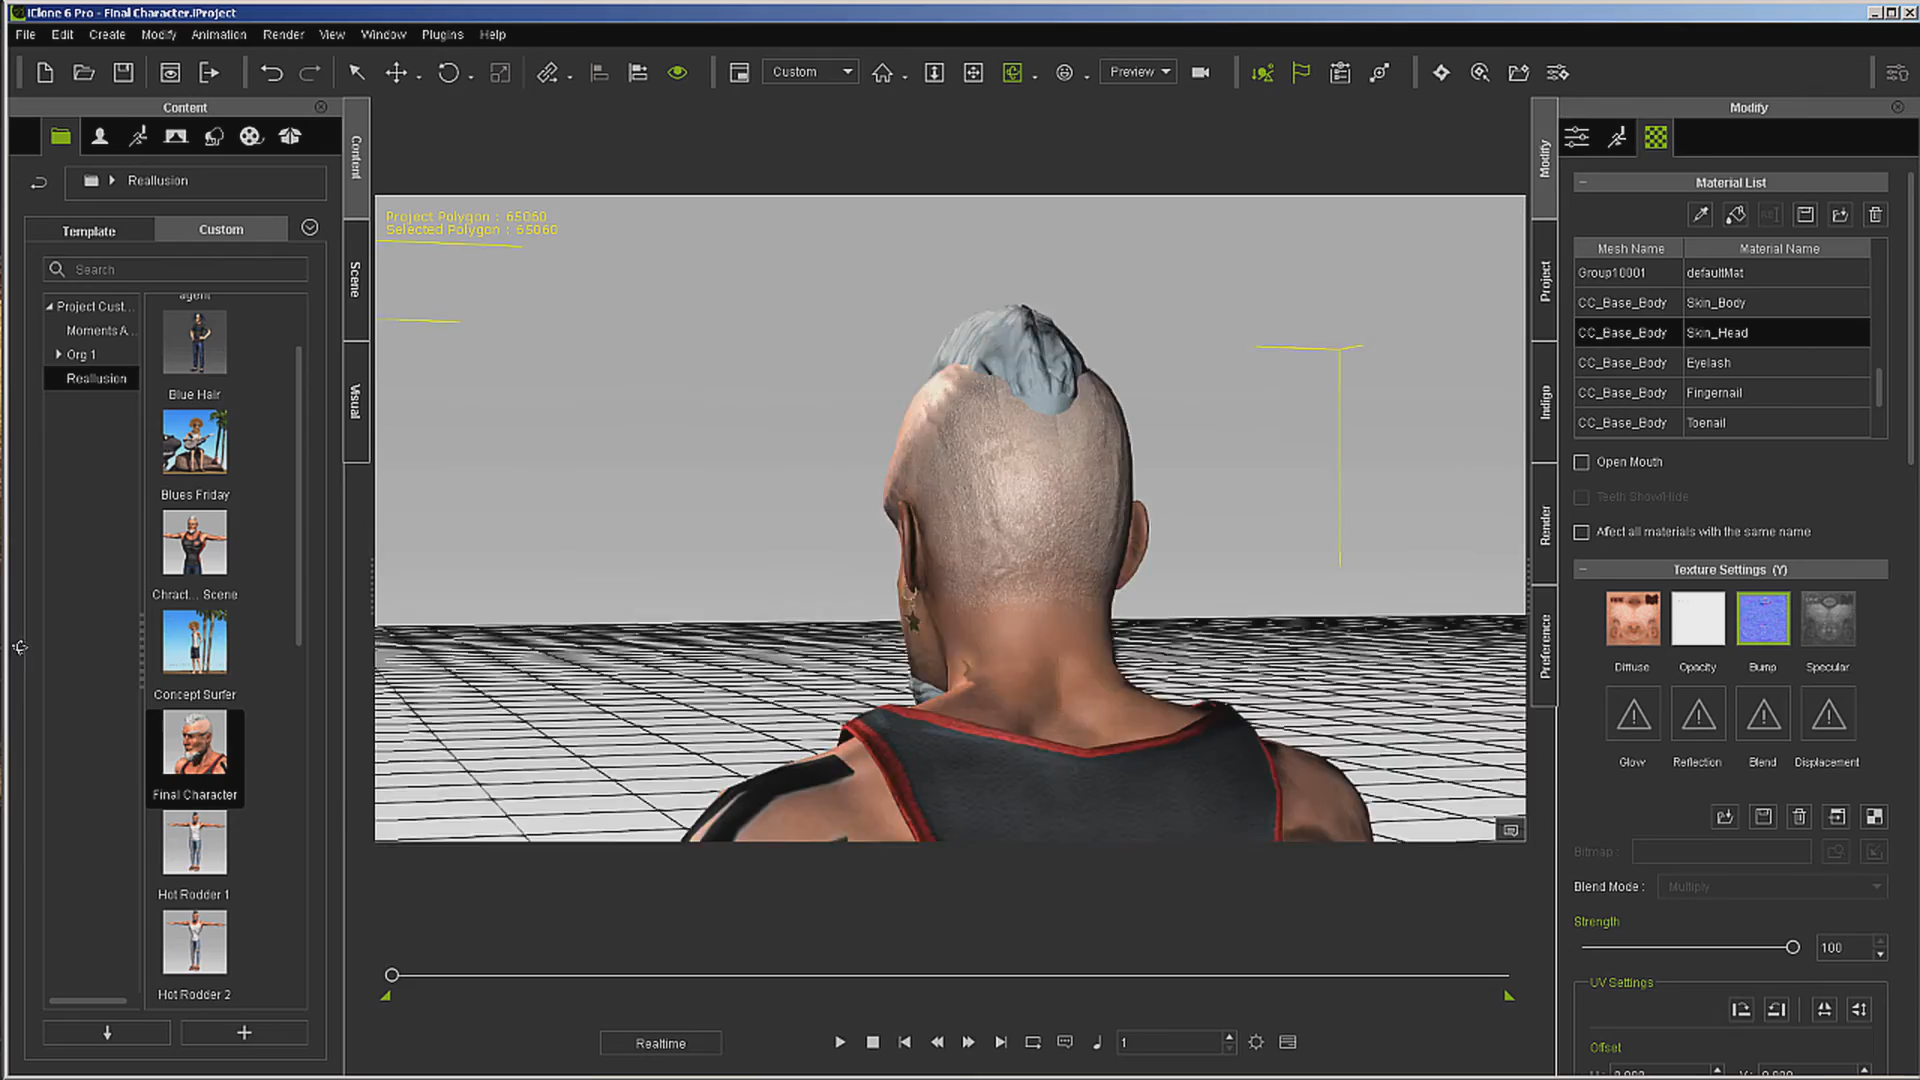 iClone 6 Pro - Final Character.iProject
File Edit Create Modify Animation Render View Window Plugins Help
Custom
Preview
Content
Reallusion
Template Custom
Search
Project Cust...
Moments A...
Org 1
Reallusion
agent
Blue Hair
Blues Friday
Chract... Scene
Concept Surfer
Final Character
Hot Rodder 1
Hot Rodder 2
Content
Scene
Visual
Project Polygon : 65060
Selected Polygon : 65060
Realtime
1
Modify
Project
Indigo
Render
Preference
Modify
Material List
Mesh Name Material Name
Group10001 defaultMat
CC_Base_Body Skin_Body
CC_Base_Body Skin_Head
CC_Base_Body Eyelash
CC_Base_Body Fingernail
CC_Base_Body Toenail
Open Mouth
Teeth Show/Hide
Affect all materials with the same name
Texture Settings (Y)
Diffuse Opacity Bump Specular
Glow Reflection Blend Displacement
Bitmap :
Blend Mode : Multiply
Strength
100
UV Settings
Offset